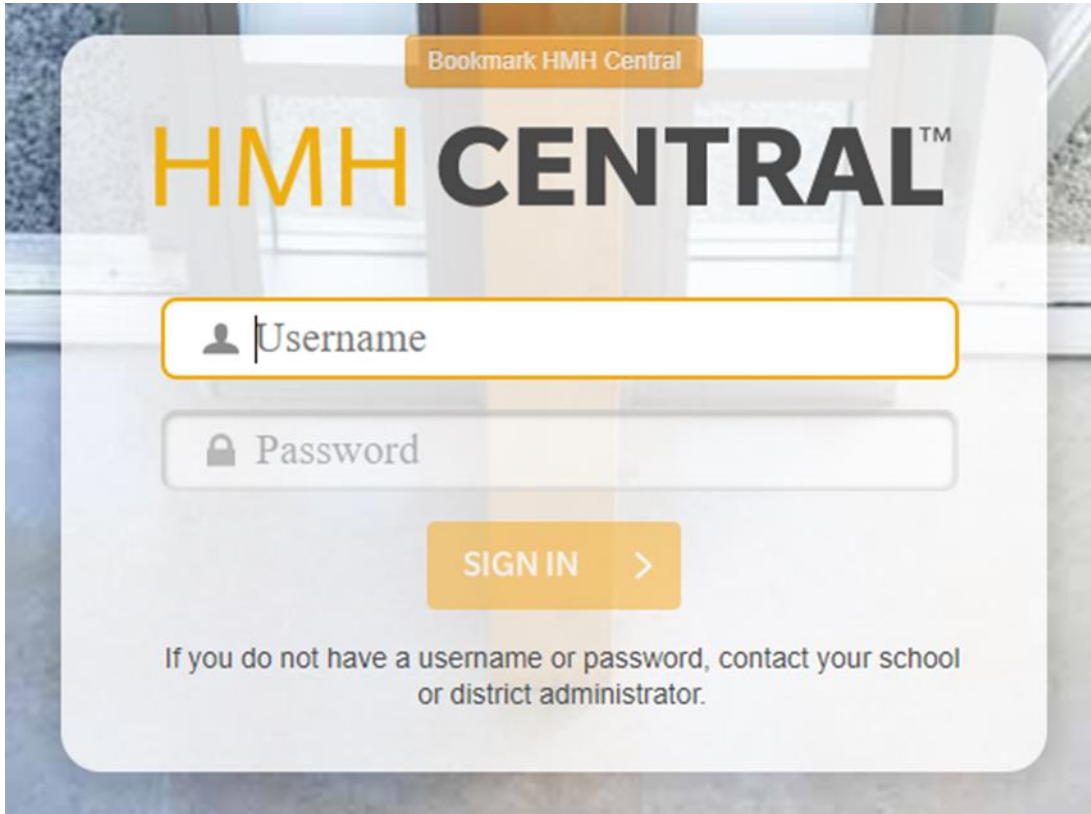 Bookmark HMH Central
HMH CENTRAL™
Username
Password
SIGN IN >
If you do not have a username or password, contact your school
or district administrator.